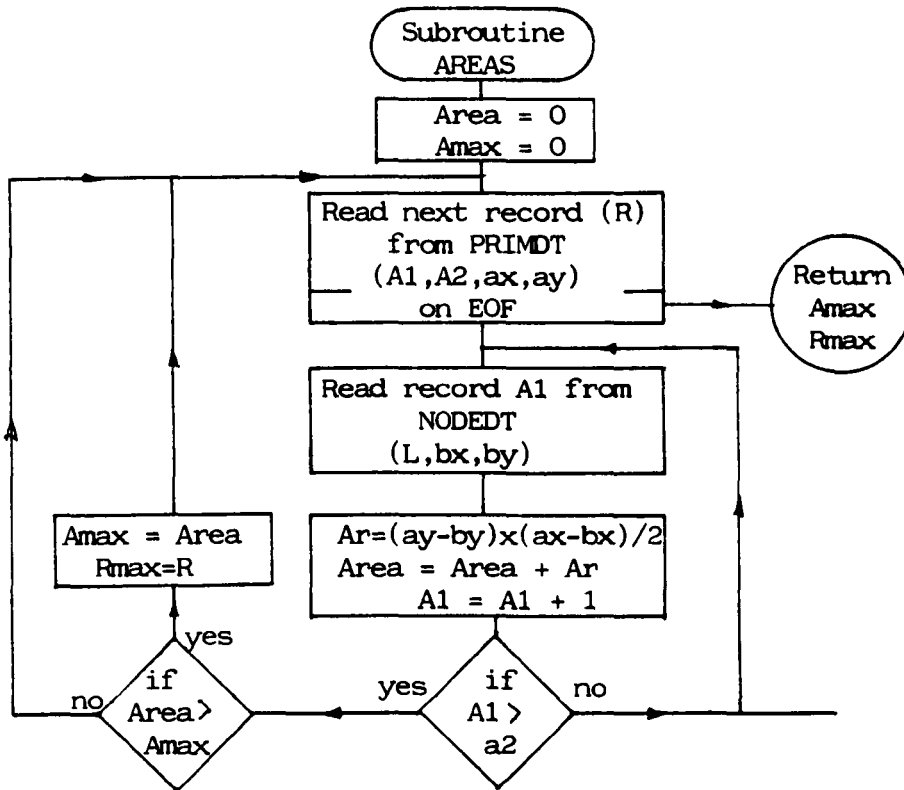 Subroutine
AREAS
Area = 0
Amax = 0
Read next record (R)
from PRIMDT
(A1,A2,ax,ay)
on EOF
Return
Amax
Rmax
Read record A1 from
NODEDT
(L,bx,by)
Ar=(ay-by)x(ax-bx)/2
Area = Area + Ar
A1 = A1 + 1
Amax = Area
Rmax=R
yes
no
if
Area>
Amax
yes
if
A1>
a2
no